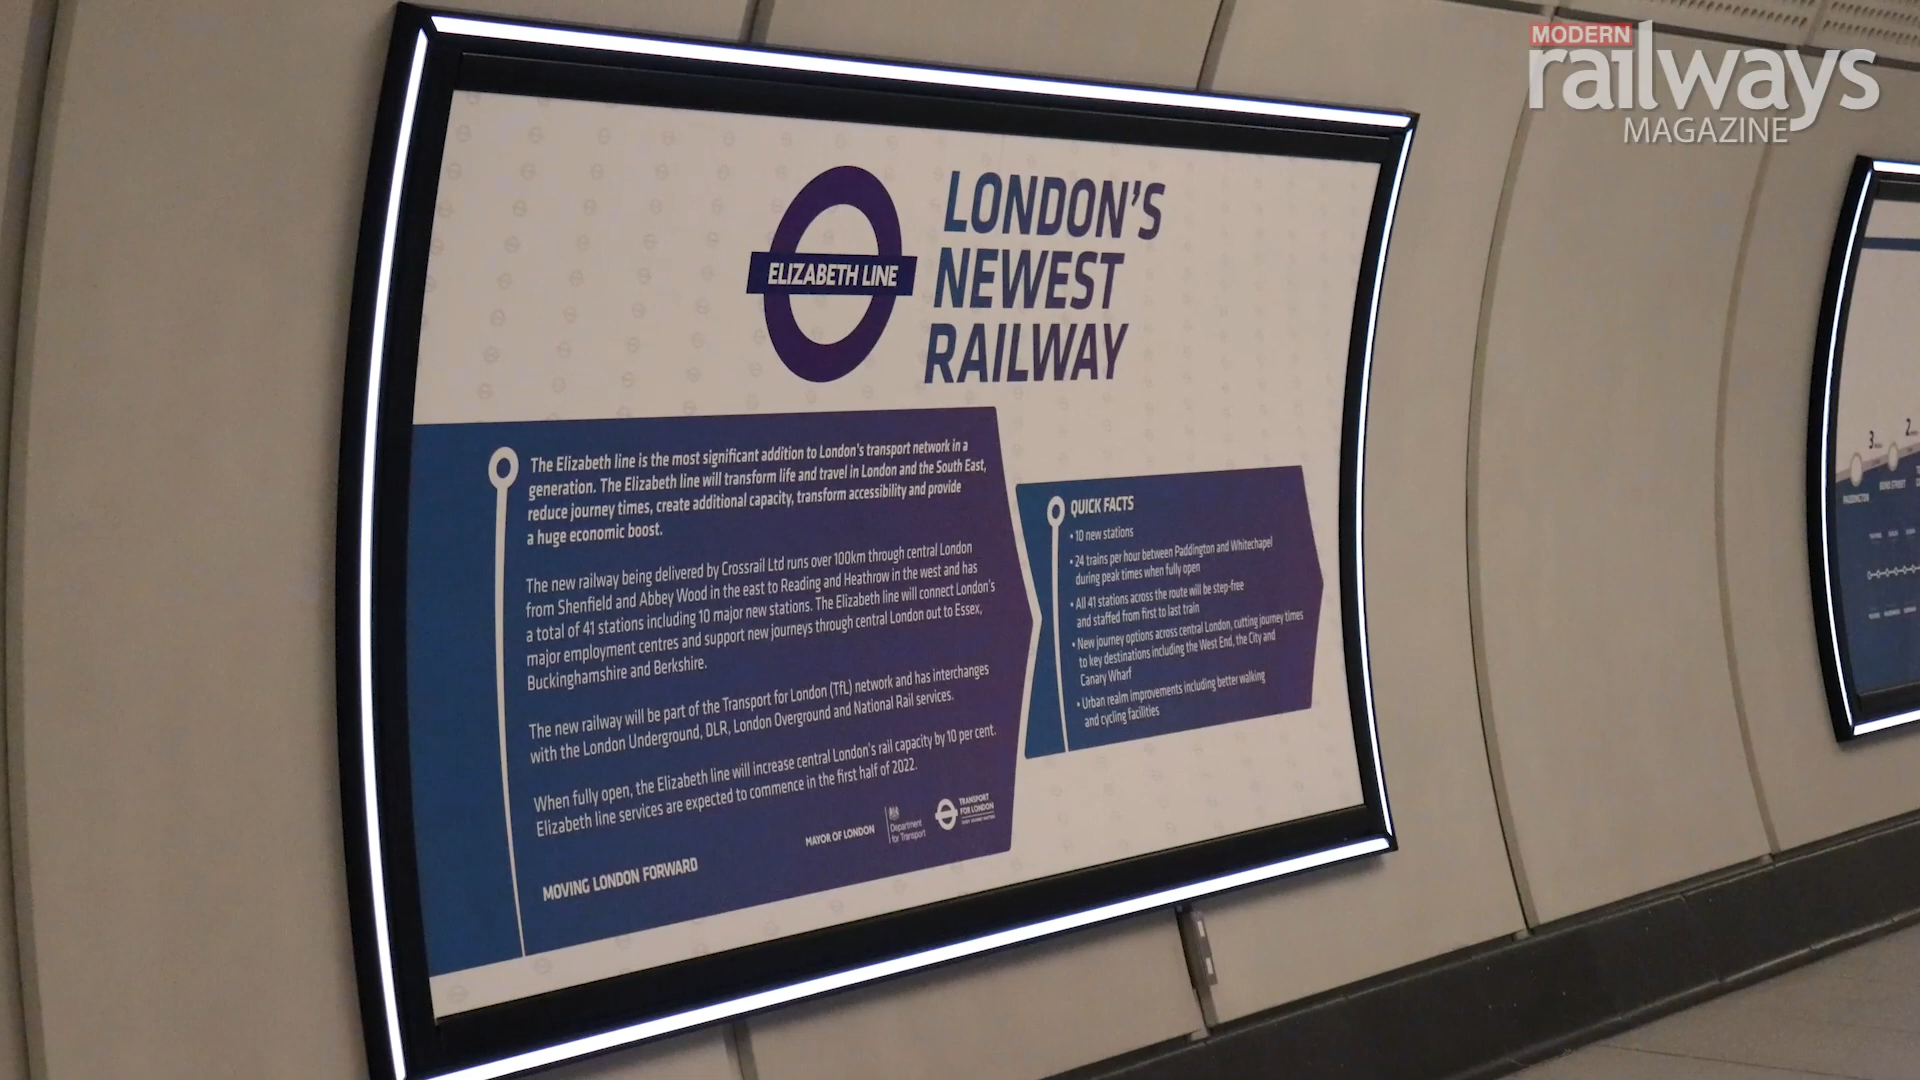 MODERN
railways
MAGAZINE
ELIZABETH LINE
LONDON'S
NEWEST
RAILWAY
The Elizabeth line is the most significant addition to London's transport network in a
generation. The Elizabeth line will transform life and travel in London and the South East,
reduce journey times, create additional capacity, transform accessibility and provide
a huge economic boost.
The new railway being delivered by Crossrail Ltd runs over 100km through central London
from Shenfield and Abbey Wood in the east to Reading and Heathrow in the west and has
a total of 41 stations including 10 major new stations. The Elizabeth line will connect London's
major employment centres and support new journeys through central London out to Essex,
Buckinghamshire and Berkshire.
The new railway will be part of the Transport for London (TfL) network and has interchanges
with the London Underground, DLR, London Overground and National Rail services.
When fully open, the Elizabeth line will increase central London's rail capacity by 10 per cent.
Elizabeth line services are expected to commence in the first half of 2022.
MOVING LONDON FORWARD
MAYOR OF LONDON
Department
for Transport
TRANSPORT
FOR LONDON
QUICK FACTS
• 10 new stations
• 24 trains per hour between Paddington and Whitechapel
during peak times when fully open
• All 41 stations across the route will be step-free
and staffed from first to last train
• New journey options across central London, cutting journey times
to key destinations including the West End, the City and
Canary Wharf
• Urban realm improvements including better walking
and cycling facilities
3
2
PADDINGTON
BOND STREET